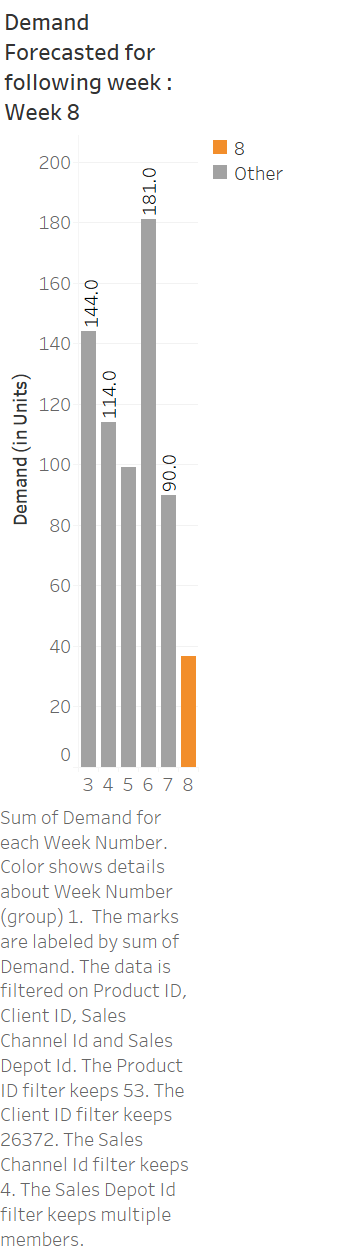 Demand
Forecasted for
following week :
Week 8
8
Other
200
180
160
140
120
100
80
60
40
20
0
Demand (in Units)
144.0
114.0
181.0
90.0
3 4 5 6 7 8
Sum of Demand for
each Week Number.
Color shows details
about Week Number
(group) 1.  The marks
are labeled by sum of
Demand. The data is
filtered on Product ID,
Client ID, Sales
Channel Id and Sales
Depot Id. The Product
ID filter keeps 53. The
Client ID filter keeps
26372. The Sales
Channel Id filter keeps
4. The Sales Depot Id
filter keeps multiple
members.